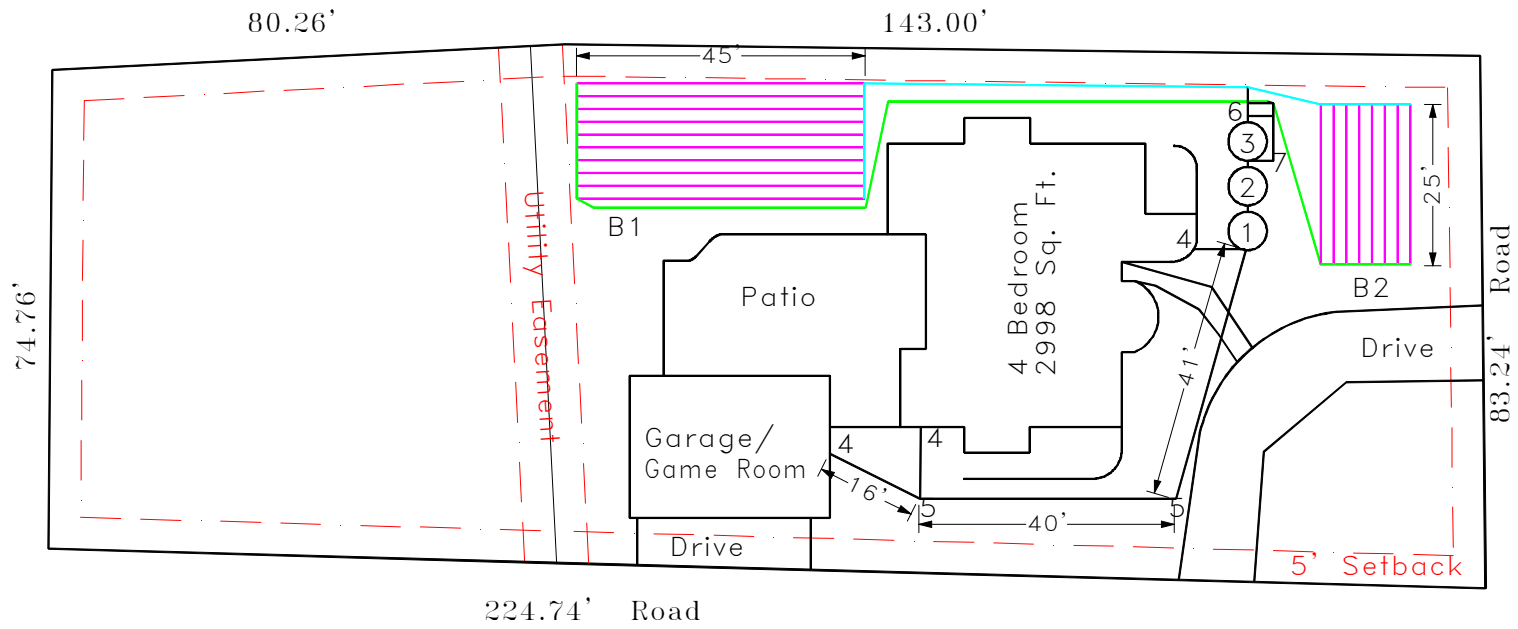 80.26'
143.00'
45'
6
3
7
2
1
25'
B1
4
B2
Utility Easement
Patio
4 Bedroom
2998 Sq. Ft.
41'
Road
74.76'
Drive
83.24'
Garage/
Game Room
4
4
16'
5
5
40'
Drive
5' Setback
224.74' Road